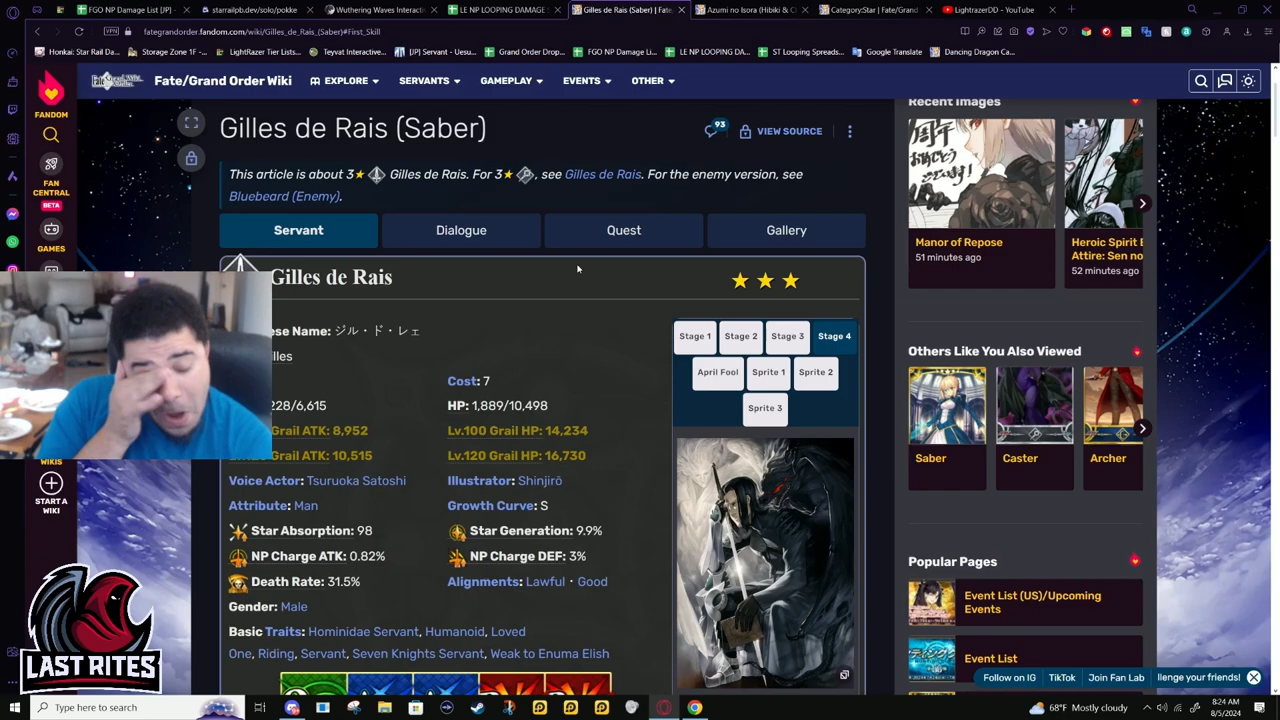 FGO NP Damage List [JP] -
starrailpb.dev/solo/pokke
Wuthering Waves Interactiv
LE NP LOOPING DAMAGE S
Gilles de Rais (Saber) | Fat
Azumi no Isora (Hibiki & C
Category:Star | Fate/Grand
LightrazerDD - YouTube
VPN
fategrandorder.fandom.com/wiki/Gilles_de_Rais_(Saber)#First_Skill
Honkai: Star Rail Da...
Storage Zone 1F -...
LightRazer Tier Lists...
Teyvat Interactive...
[JP] Servant - Uesu...
Grand Order Drop...
FGO NP Damage Li...
LE NP LOOPING DA...
ST Looping Spreads...
Google Translate
Dancing Dragon Ca...
FANDOM
Fate/Grand Order Wiki
EXPLORE
SERVANTS
GAMEPLAY
EVENTS
OTHER
FAN CENTRAL
BETA
GAMES
WIKIS
START A WIKI
Gilles de Rais (Saber)
93
VIEW SOURCE
This article is about 3★ Gilles de Rais. For 3★ , see Gilles de Rais. For the enemy version, see
Bluebeard (Enemy).
Servant
Dialogue
Quest
Gallery
Gilles de Rais
ese Name: ジル・ド・レェ
illes
Cost: 7
228/6,615
HP: 1,889/10,498
Grail ATK: 8,952
Lv.100 Grail HP: 14,234
Grail ATK: 10,515
Lv.120 Grail HP: 16,730
Voice Actor: Tsuruoka Satoshi
Illustrator: Shinjirō
Attribute: Man
Growth Curve: S
Star Absorption: 98
Star Generation: 9.9%
NP Charge ATK: 0.82%
NP Charge DEF: 3%
Death Rate: 31.5%
Alignments: Lawful・Good
Gender: Male
Basic Traits: Hominidae Servant, Humanoid, Loved
One, Riding, Servant, Seven Knights Servant, Weak to Enuma Elish
Stage 1
Stage 2
Stage 3
Stage 4
April Fool
Sprite 1
Sprite 2
Sprite 3
Recent Images
Manor of Repose
51 minutes ago
Heroic Spirit
Attire: Sen no
52 minutes ago
Others Like You Also Viewed
Saber
Caster
Archer
Popular Pages
Event List (US)/Upcoming
Events
Event List
Follow on IG
TikTok
Join Fan Lab
llenge your friends!
LAST RITES
Type here to search
68°F Mostly cloudy
8:24 AM
8/5/2024